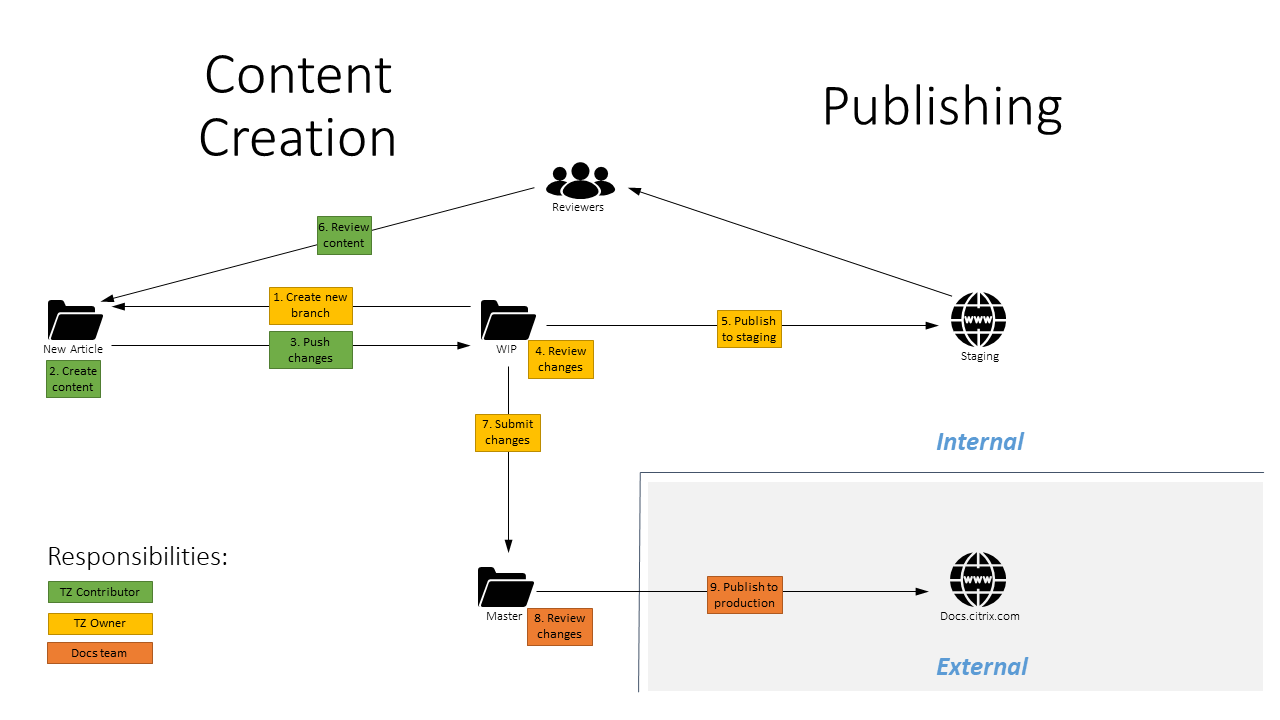 Content
Creation
Publishing
Reviewers
6. Review
content
1. Create new
branch
3. Push
changes
New Article
2. Create
content
WIP
4. Review
changes
5. Publish
to staging
www
Staging
7. Submit
changes
Internal
Responsibilities:
TZ Contributor
TZ Owner
Docs team
Master
8. Review
changes
9. Publish to
production
www
Docs.citrix.com
External